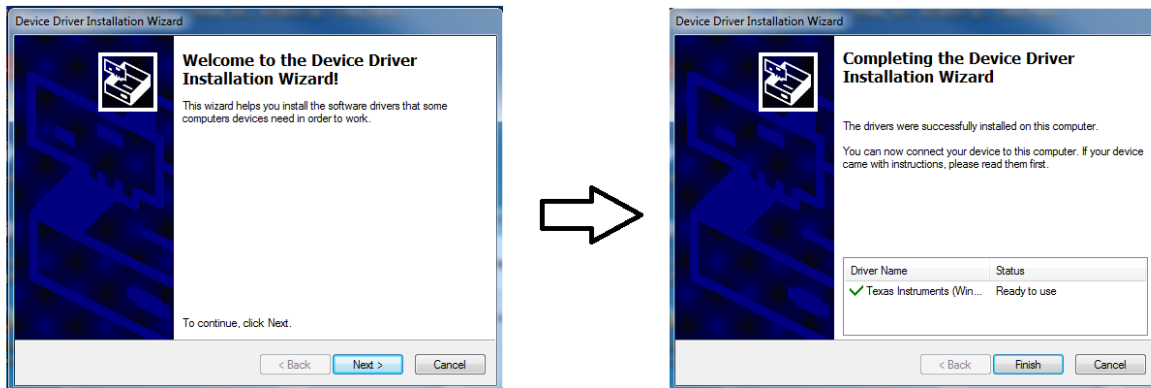 Device Driver Installation Wizard
Welcome to the Device Driver
Installation Wizard!
This wizard helps you install the software drivers that some
computers devices need in order to work.
To continue, click Next.
< Back
Next >
Cancel
Device Driver Installation Wizard
Completing the Device Driver
Installation Wizard
The drivers were successfully installed on this computer.
You can now connect your device to this computer. If your device
came with instructions, please read them first.
Driver Name Status
Texas Instruments (Win... Ready to use
< Back
Finish
Cancel